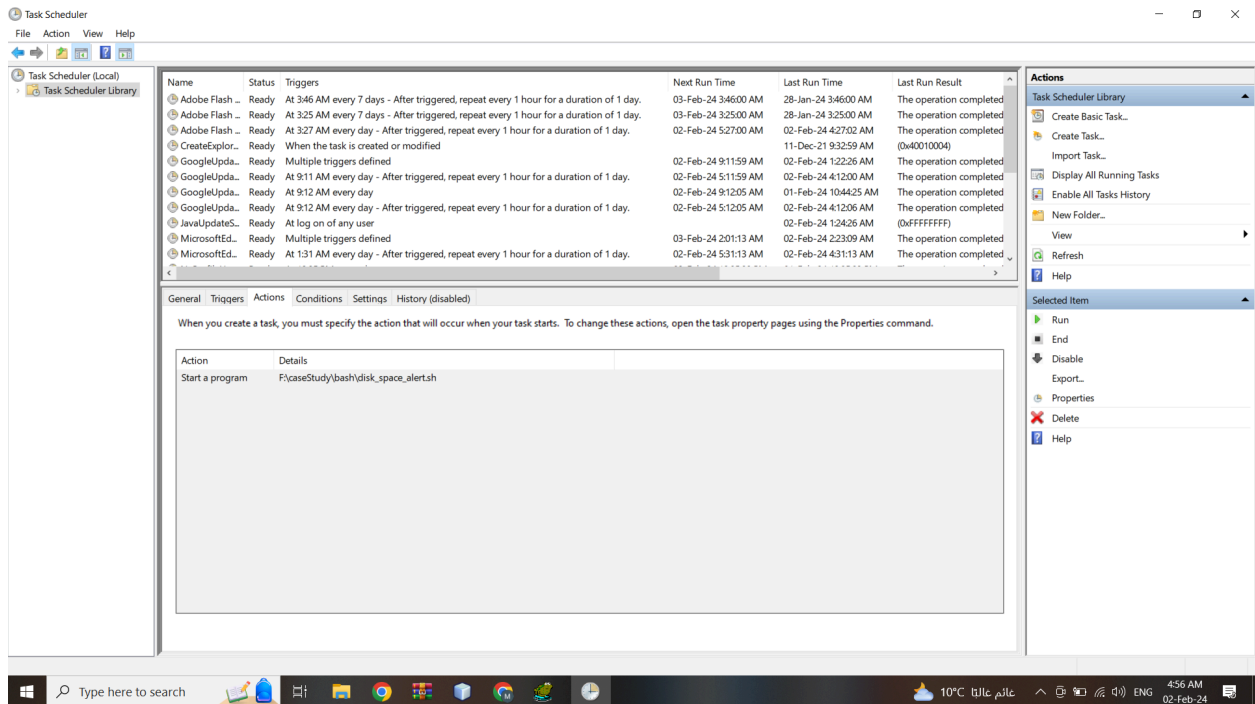 Task Scheduler
File Action View Help
Task Scheduler (Local)
Task Scheduler Library
Name Status Triggers Next Run Time Last Run Time Last Run Result
Adobe Flash ... Ready At 3:46 AM every 7 days - After triggered, repeat every 1 hour for a duration of 1 day. 03-Feb-24 3:46:00 AM 28-Jan-24 3:46:00 AM The operation completed
Adobe Flash ... Ready At 3:25 AM every 7 days - After triggered, repeat every 1 hour for a duration of 1 day. 03-Feb-24 3:25:00 AM 28-Jan-24 3:25:00 AM The operation completed
Adobe Flash ... Ready At 3:27 AM every day - After triggered, repeat every 1 hour for a duration of 1 day. 02-Feb-24 5:27:00 AM 02-Feb-24 4:27:02 AM The operation completed
CreateExplor... Ready When the task is created or modified 11-Dec-21 9:32:59 AM (0x40010004)
GoogleUpda... Ready Multiple triggers defined 02-Feb-24 9:11:59 AM 02-Feb-24 1:22:26 AM The operation completed
GoogleUpda... Ready At 9:11 AM every day - After triggered, repeat every 1 hour for a duration of 1 day. 02-Feb-24 5:11:59 AM 02-Feb-24 4:12:00 AM The operation completed
GoogleUpda... Ready At 9:12 AM every day 02-Feb-24 9:12:05 AM 01-Feb-24 10:44:25 AM The operation completed
GoogleUpda... Ready At 9:12 AM every day - After triggered, repeat every 1 hour for a duration of 1 day. 02-Feb-24 5:12:05 AM 02-Feb-24 4:12:06 AM The operation completed
JavaUpdateS... Ready At log on of any user 02-Feb-24 1:24:26 AM (0xFFFFFFFF)
MicrosoftEd... Ready Multiple triggers defined 03-Feb-24 2:01:13 AM 02-Feb-24 2:23:09 AM The operation completed
MicrosoftEd... Ready At 1:31 AM every day - After triggered, repeat every 1 hour for a duration of 1 day. 02-Feb-24 5:31:13 AM 02-Feb-24 4:31:13 AM The operation completed
General Triggers Actions Conditions Settings History (disabled)
When you create a task, you must specify the action that will occur when your task starts. To change these actions, open the task property pages using the Properties command.
Action Details
Start a program F:\caseStudy\bash\disk_space_alert.sh
Actions
Task Scheduler Library
Create Basic Task...
Create Task...
Import Task...
Display All Running Tasks
Enable All Tasks History
New Folder...
View
Refresh
Help
Selected Item
Run
End
Disable
Export...
Properties
Delete
Help
Type here to search
10°C غائم غالبًا
ENG
4:56 AM
02-Feb-24